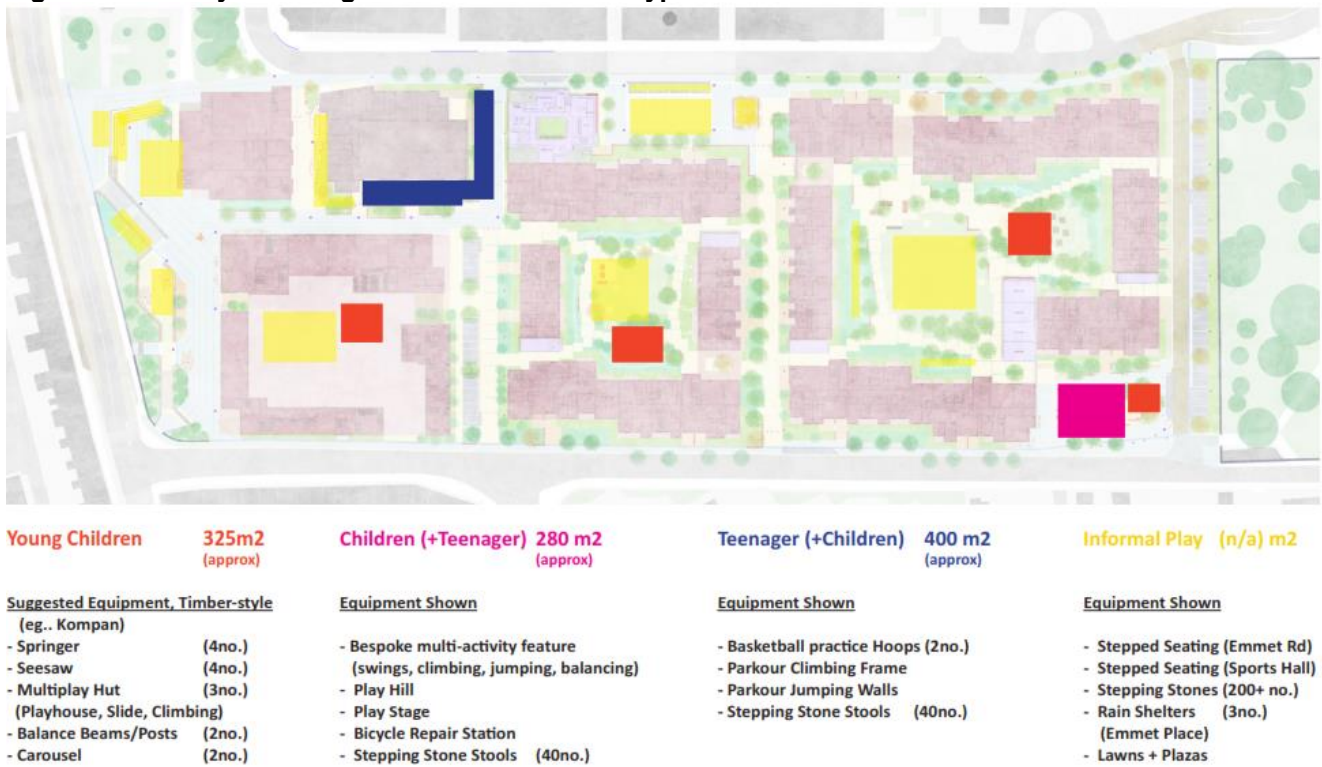 Young Children 325m2
(approx)
Suggested Equipment, Timber-style
(eg.. Kompan)
- Springer (4no.)
- Seesaw (4no.)
- Multiplay Hut (3no.)
(Playhouse, Slide, Climbing)
- Balance Beams/Posts (2no.)
- Carousel (2no.)
Children (+Teenager) 280 m2
(approx)
Equipment Shown
- Bespoke multi-activity feature
(swings, climbing, jumping, balancing)
- Play Hill
- Play Stage
- Bicycle Repair Station
- Stepping Stone Stools (40no.)
Teenager (+Children) 400 m2
(approx)
Equipment Shown
- Basketball practice Hoops (2no.)
- Parkour Climbing Frame
- Parkour Jumping Walls
- Stepping Stone Stools (40no.)
Informal Play (n/a) m2
Equipment Shown
- Stepped Seating (Emmet Rd)
- Stepped Seating (Sports Hall)
- Stepping Stones (200+ no.)
- Rain Shelters (3no.)
(Emmet Place)
- Lawns + Plazas